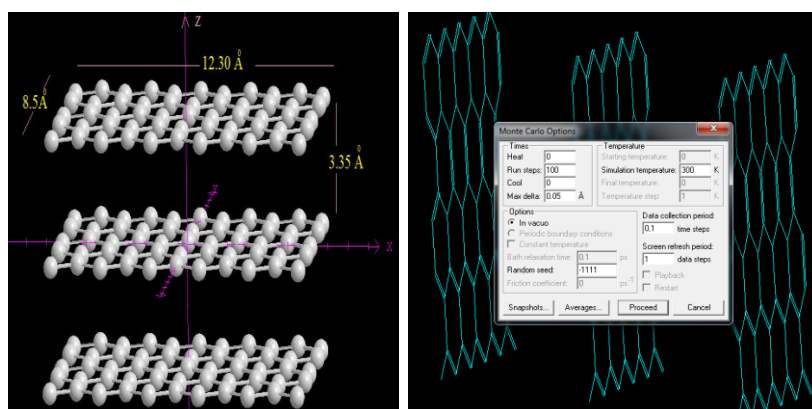 Z
12.30 Å
8.5Å
3.35 Å
X
Monte Carlo Options
Times
Heat 0
Run steps: 100
Cool 0
Max delta: 0.05 Å
Temperature
Starting temperature: 0 K
Simulation temperature: 300 K
Final temperature: 0 K
Temperature step: 1 K
Options
In vacuo
Periodic boundary conditions
Constant temperature
Bath relaxation time: 0.1 ps
Random seed: -1111
Friction coefficient: 0 ps-1
Data collection period:
0,1 time steps
Screen refresh period:
1 data steps
Playback
Restart
Snapshots... Averages... Proceed Cancel